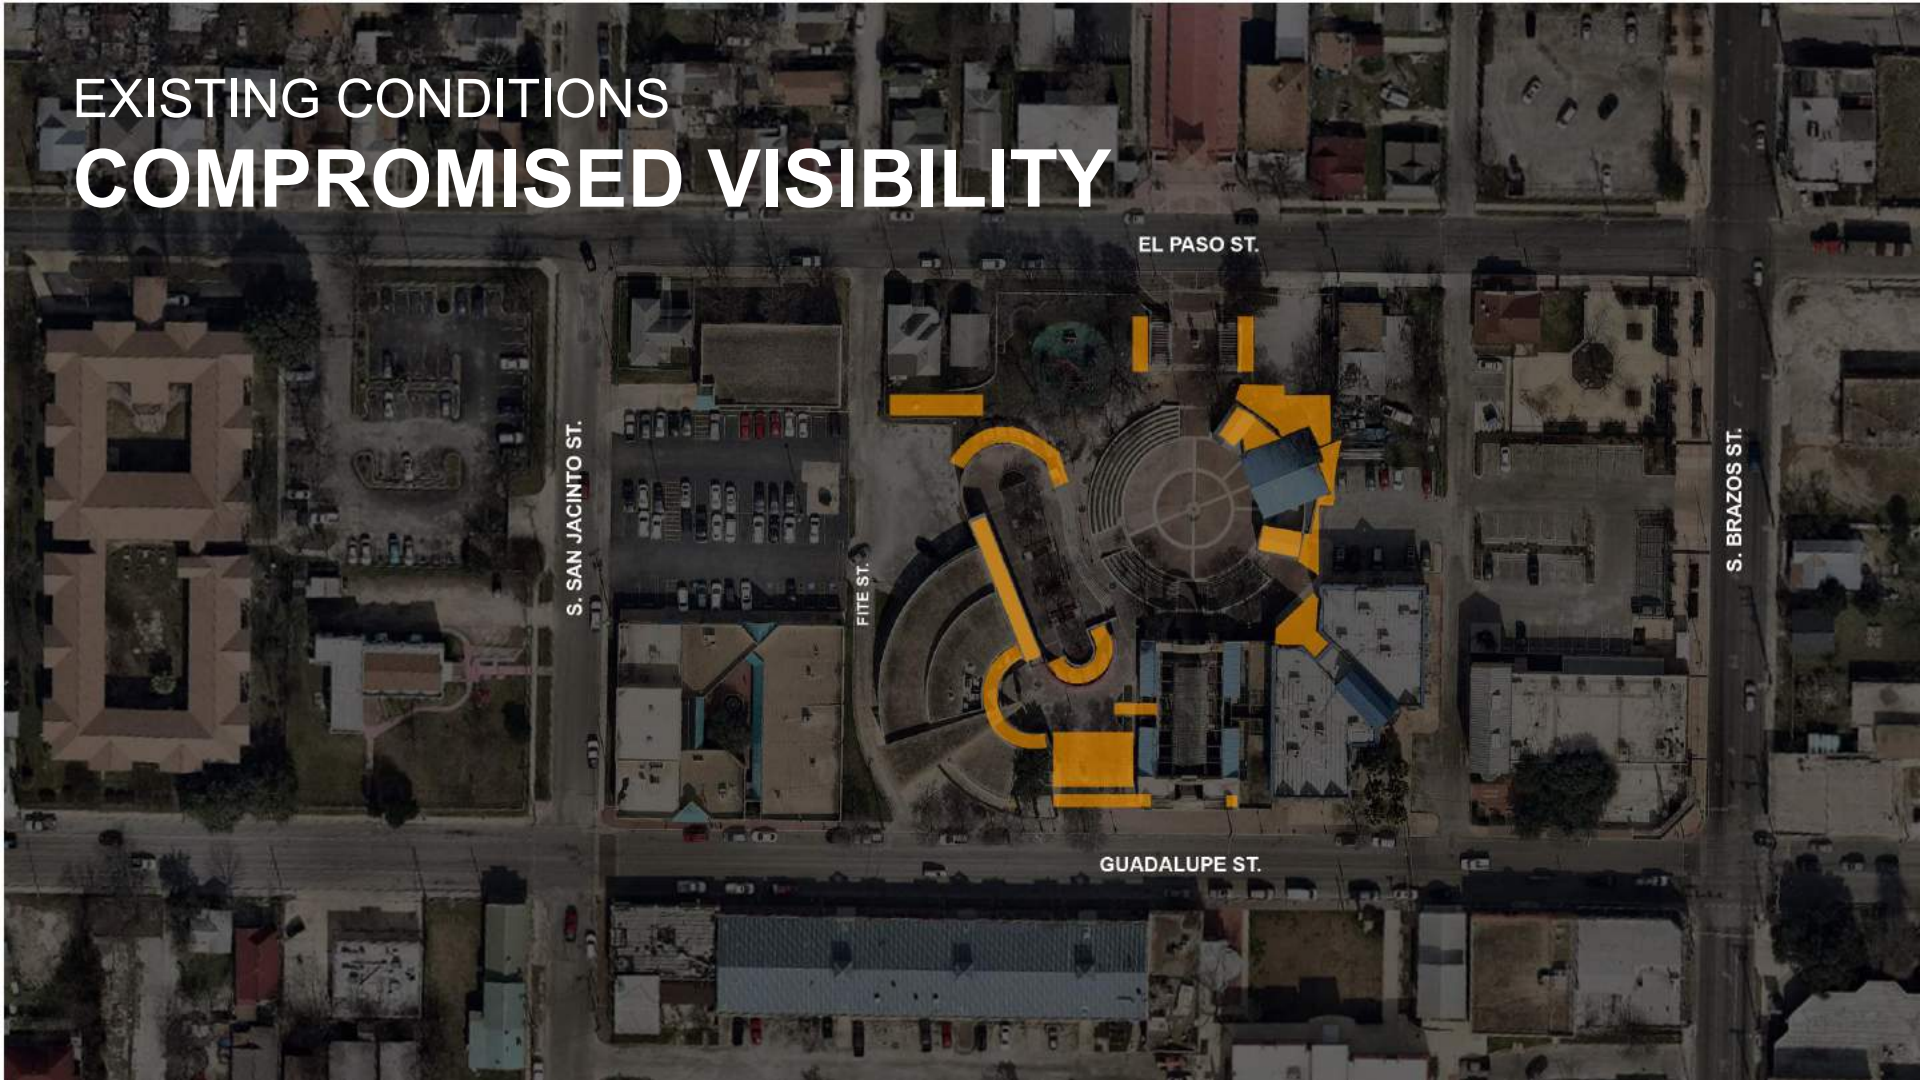 EXISTING CONDITIONS
COMPROMISED VISIBILITY
EL PASO ST.
S. SAN JACINTO ST.
FITE ST.
S. BRAZOS ST.
GUADALUPE ST.